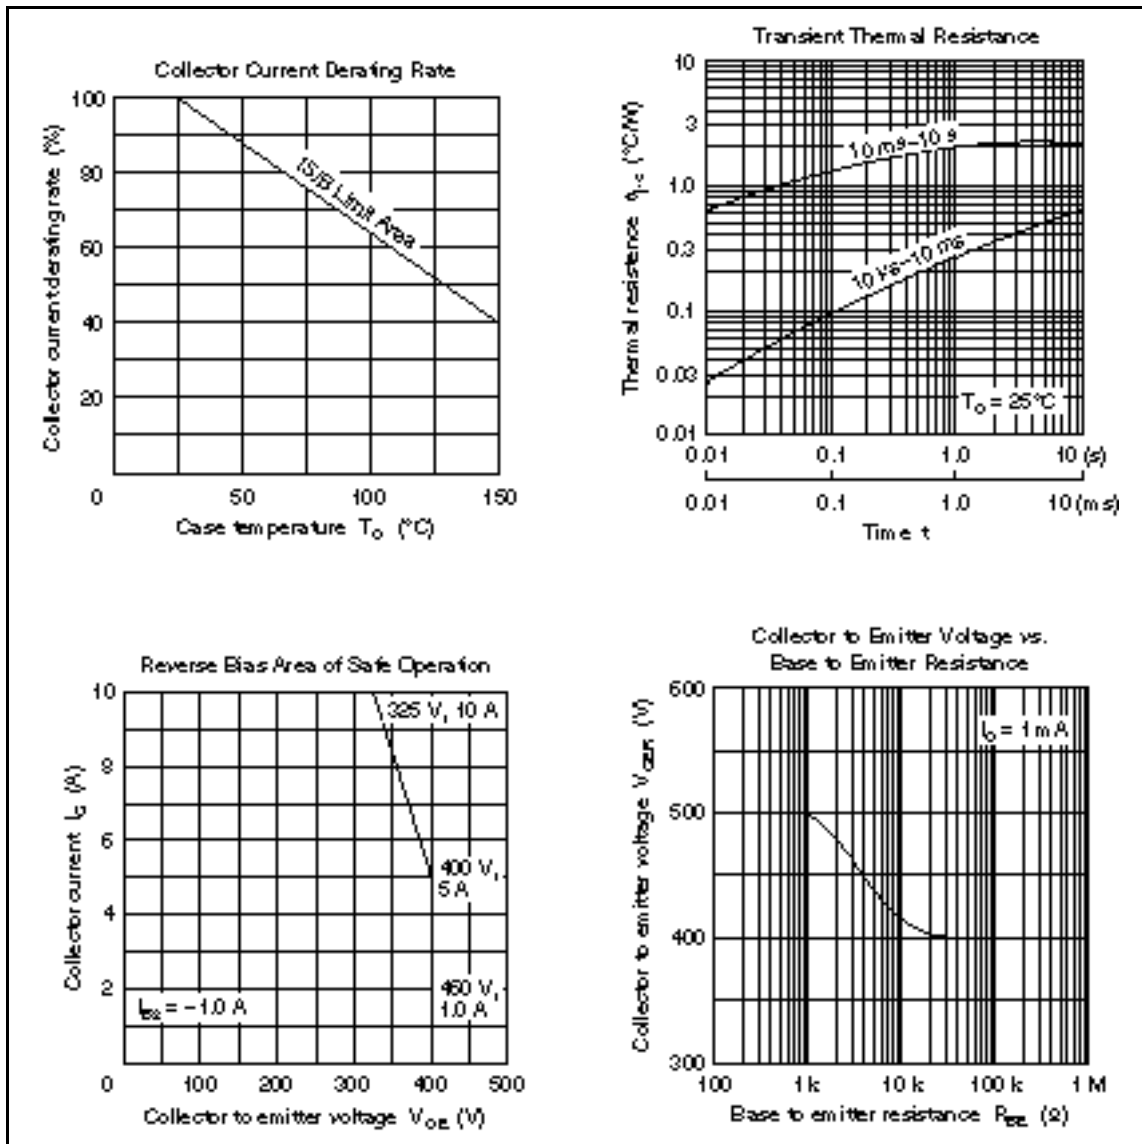 Collector Current Derating Rate
Collector current derating rate (%)
100
80
60
40
20
0
50
100
150
IS/B Limit Area
Case temperature T_C (°C)
Transient Thermal Resistance
Thermal resistance θj-c (°C/W)
10
3
1.0
0.3
0.1
0.03
0.01
10 ms–10 s
10 μs–10 ms
T_C = 25°C
0.01 0.1 1.0 10 (s)
0.01 0.1 1.0 10 (ms)
Time t
Reverse Bias Area of Safe Operation
Collector current I_C (A)
10
8
6
4
2
0
100
200
300
400
500
325 V, 10 A
400 V,
5 A
450 V,
1.0 A
I_B2 = –1.0 A
Collector to emitter voltage V_CE (V)
Collector to Emitter Voltage vs.
Base to Emitter Resistance
Collector to emitter voltage V_CER (V)
600
500
400
300
I_C = 1 mA
100
1 k
10 k
100 k
1 M
Base to emitter resistance R_BE (Ω)